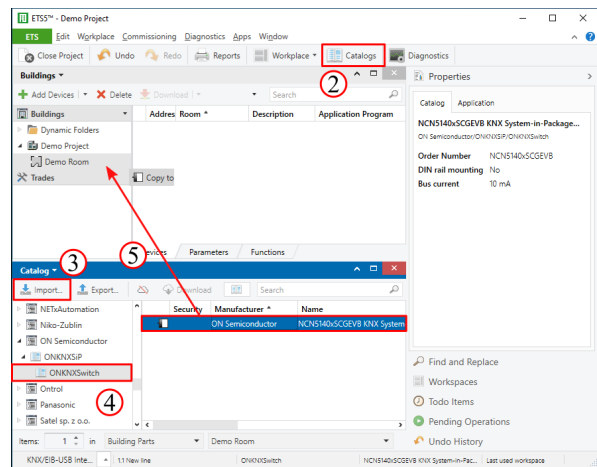 ETS5™ - Demo Project
ETS Edit Workplace Commissioning Diagnostics Apps Window
Close Project Undo Redo Reports Workplace Catalogs Diagnostics
2
Buildings
Add Devices Delete Download Search
Buildings Addres Room Description Application Program
Dynamic Folders
Demo Project
Demo Room
Trades Copy to
5
Devices Parameters Functions
Catalog
3
Import... Export... Download Search
Security Manufacturer Name
NETxAutomation
Niko-Zublin
ON Semiconductor
ONKNXSiP
ONKNXSwitch
Ontrol
Panasonic
Satel sp. z o.o.
4
ON Semiconductor NCN5140xSCGEVB KNX System
Items: 1 in Building Parts Demo Room
KNX/EIB-USB Inte... 1.1 New line ONKNXSwitch NCN5140xSCGEVB KNX System-in-Pac... Last used workspace
Properties
Catalog Application
NCN5140xSCGEVB KNX System-in-Package...
ON Semiconductor/ONKNXSiP/ONKNXSwitch
Order Number NCN5140xSCGEVB
DIN rail mounting No
Bus current 10 mA
Find and Replace
Workspaces
Todo Items
Pending Operations
Undo History